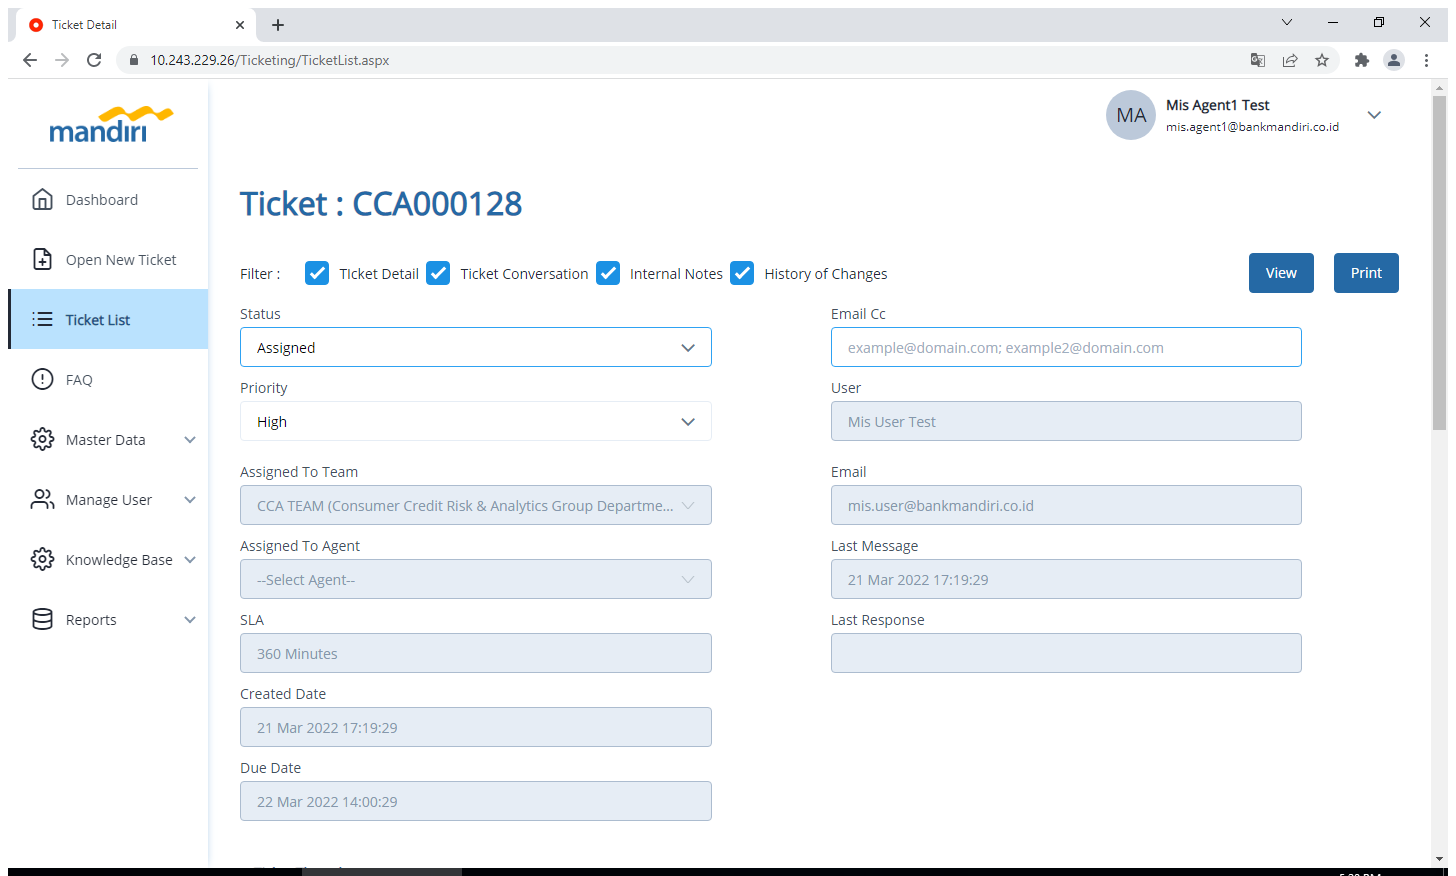 Ticket Detail
10.243.229.26/Ticketing/TicketList.aspx
mandiri
MA
Mis Agent1 Test
mis.agent1@bankmandiri.co.id
Dashboard
Open New Ticket
Ticket List
FAQ
Master Data
Manage User
Knowledge Base
Reports
Ticket : CCA000128
Filter :
TIcket Detail
Ticket Conversation
Internal Notes
History of Changes
View
Print
Status
Assigned
Email Cc
example@domain.com; example2@domain.com
Priority
High
User
Mis User Test
Assigned To Team
CCA TEAM (Consumer Credit Risk & Analytics Group Departme...
Email
mis.user@bankmandiri.co.id
Assigned To Agent
--Select Agent--
Last Message
21 Mar 2022 17:19:29
SLA
360 Minutes
Last Response
Created Date
21 Mar 2022 17:19:29
Due Date
22 Mar 2022 14:00:29